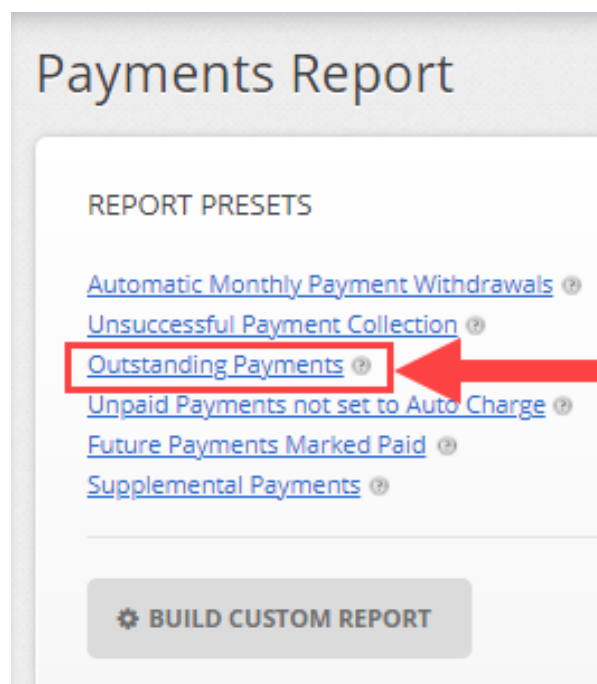 Payments Report
REPORT PRESETS
Automatic Monthly Payment Withdrawals ?
Unsuccessful Payment Collection ?
Outstanding Payments ?
Unpaid Payments not set to Auto Charge ?
Future Payments Marked Paid ?
Supplemental Payments ?
BUILD CUSTOM REPORT